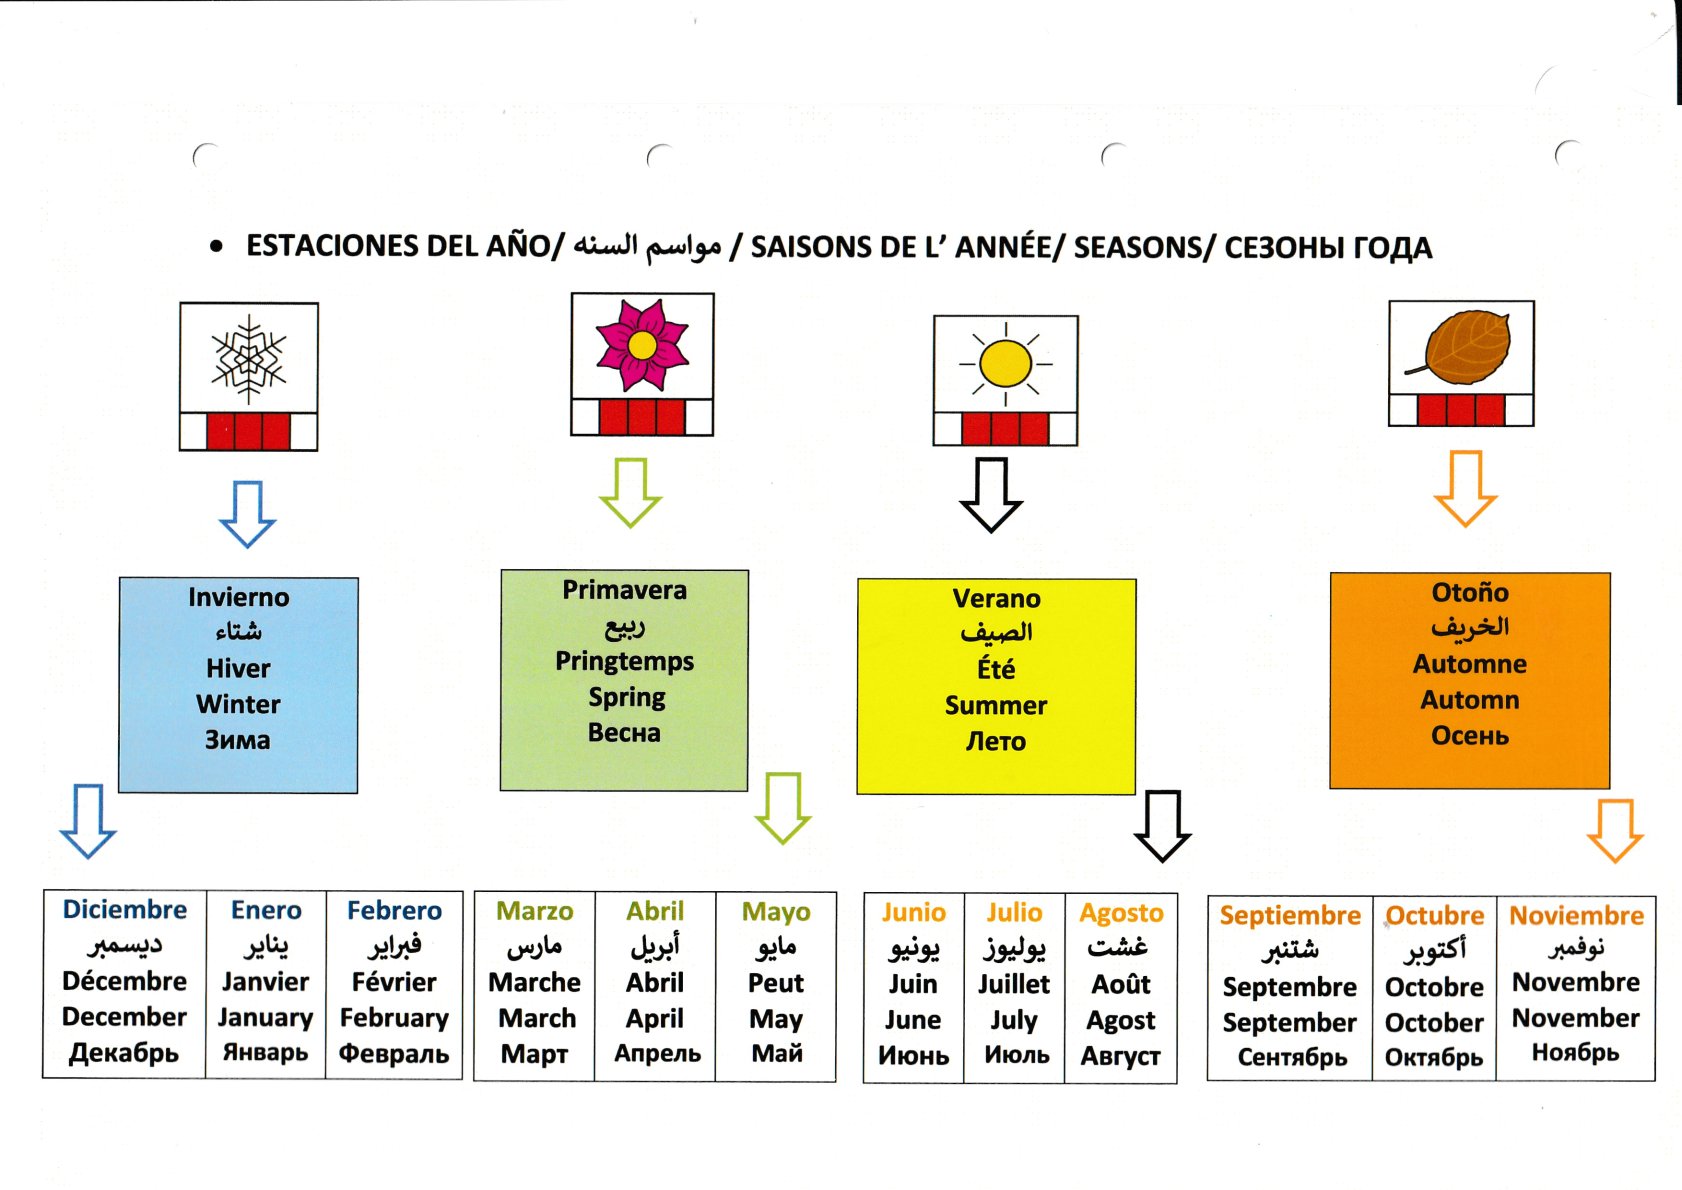 • ESTACIONES DEL AÑO/ مواسم السنه / SAISONS DE L’ ANNÉE/ SEASONS/ СЕЗОНЫ ГОДА
Invierno
شتاء
Hiver
Winter
Зима
Primavera
ربيع
Pringtemps
Spring
Весна
Verano
الصيف
Été
Summer
Лето
Otoño
الخريف
Automne
Automn
Осень
Diciembre
ديسمبر
Décembre
December
Декабрь
Enero
يناير
Janvier
January
Январь
Febrero
فبراير
Février
February
Февраль
Marzo
مارس
Marche
March
Март
Abril
أبريل
Abril
April
Апрель
Mayo
مايو
Peut
May
Май
Junio
يونيو
Juin
June
Июнь
Julio
يوليوز
Juillet
July
Июль
Agosto
غشت
Août
Agost
Август
Septiembre
شتنبر
Septembre
September
Сентябрь
Octubre
أكتوبر
Octobre
October
Октябрь
Noviembre
نوفمبر
Novembre
November
Ноябрь